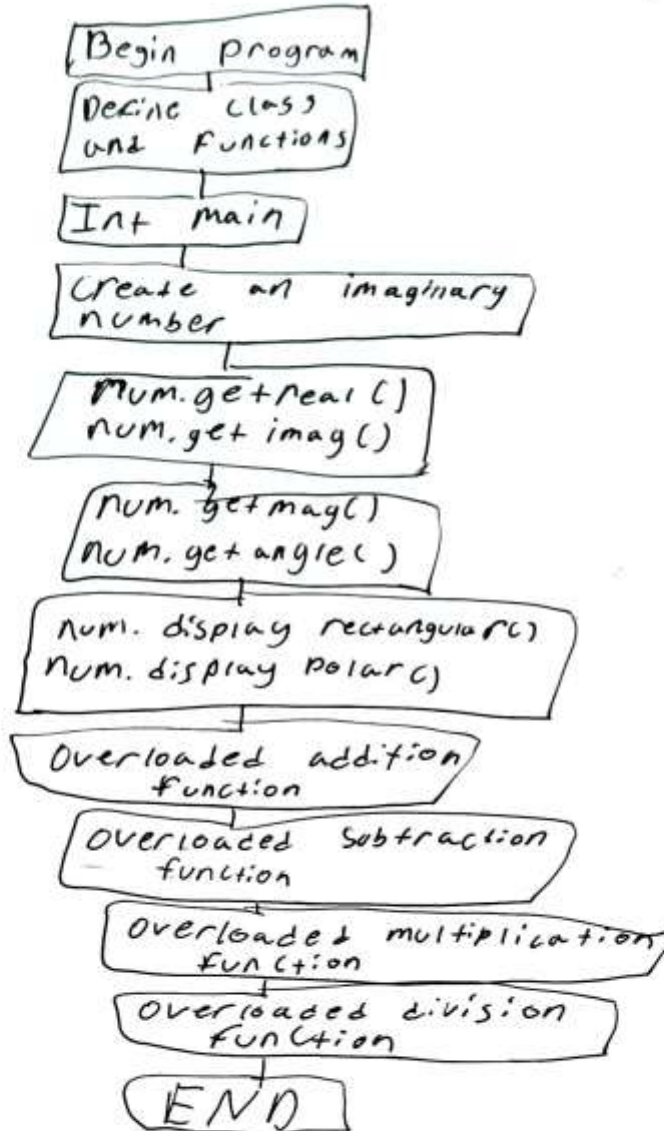 Begin program
Define class
and functions
Int main
Create an imaginary
number
num.getreal()
num.get imag()
num. getmag()
num. get angle()
num. display rectangular()
num. display polar()
Overloaded addition
function
Overloaded Subtraction
function
Overloaded multiplication
function
Overloaded division
function
END